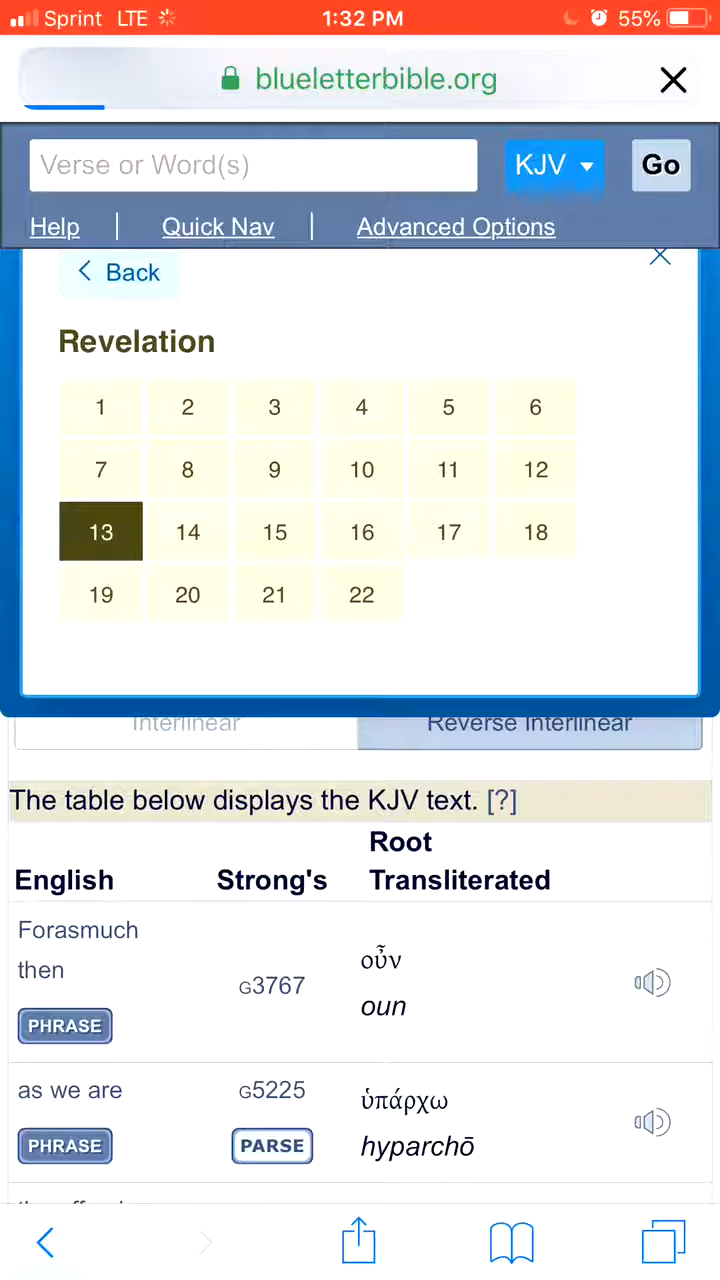 Sprint LTE 1:32 PM 55%
blueletterbible.org
Verse or Word(s) KJV Go
Help | Quick Nav | Advanced Options
Back
Revelation
1 2 3 4 5 6
7 8 9 10 11 12
13 14 15 16 17 18
19 20 21 22
Interlinear Reverse Interlinear
The table below displays the KJV text. [?]
English Strong's Root Transliterated
Forasmuch then
PHRASE
G3767
οὖν
oun
as we are
PHRASE
G5225
PARSE
ὑπάρχω
hyparchō